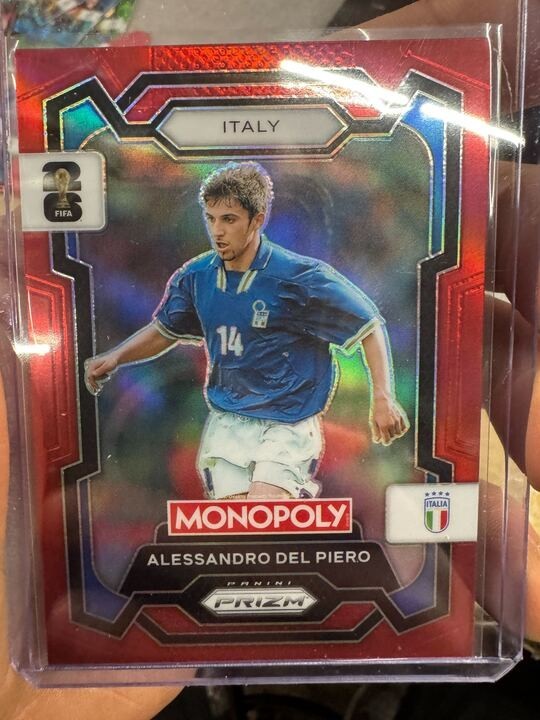 ITALY
26
FIFA
14
ITALIA
MONOPOLY
ALESSANDRO DEL PIERO
PANINI
PRIZM